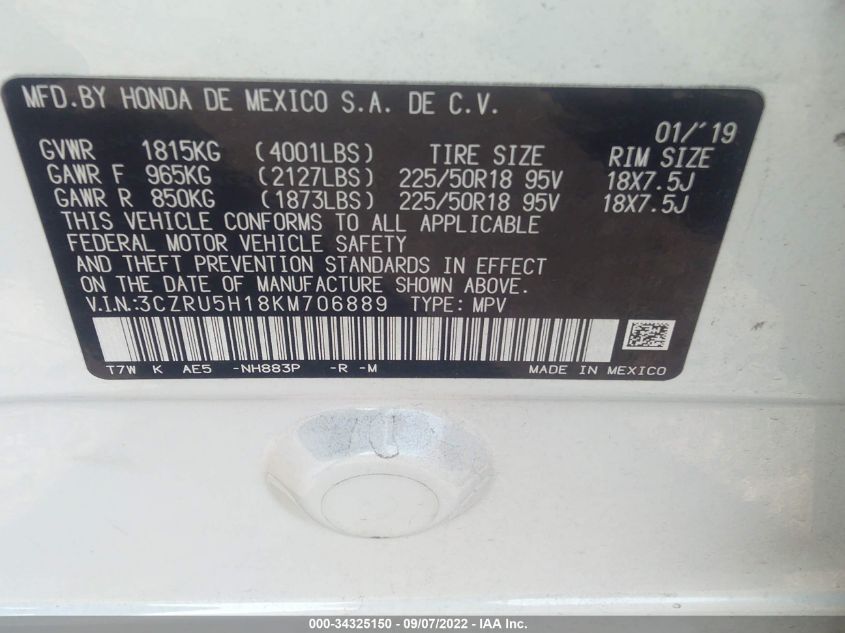 MFD.BY HONDA DE MEXICO S.A. DE C.V.
01/'19
GVWR 1815KG (4001LBS) TIRE SIZE RIM SIZE
GAWR F 965KG (2127LBS) 225/50R18 95V 18X7.5J
GAWR R 850KG (1873LBS) 225/50R18 95V 18X7.5J
THIS VEHICLE CONFORMS TO ALL APPLICABLE
FEDERAL MOTOR VEHICLE SAFETY
AND THEFT PREVENTION STANDARDS IN EFFECT
ON THE DATE OF MANUFACTURE SHOWN ABOVE.
V.I.N.:3CZRU5H18KM706889 TYPE: MPV
T7W K AE5 -NH883P -R -M MADE IN MEXICO
000-34325150 - 09/07/2022 - IAA Inc.